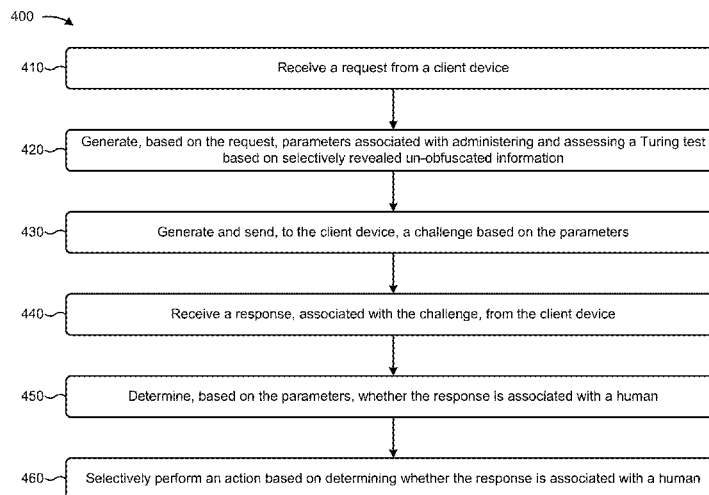 400
410
Receive a request from a client device
420
Generate, based on the request, parameters associated with administering and assessing a Turing test
based on selectively revealed un-obfuscated information
430
Generate and send, to the client device, a challenge based on the parameters
440
Receive a response, associated with the challenge, from the client device
450
Determine, based on the parameters, whether the response is associated with a human
460
Selectively perform an action based on determining whether the response is associated with a human